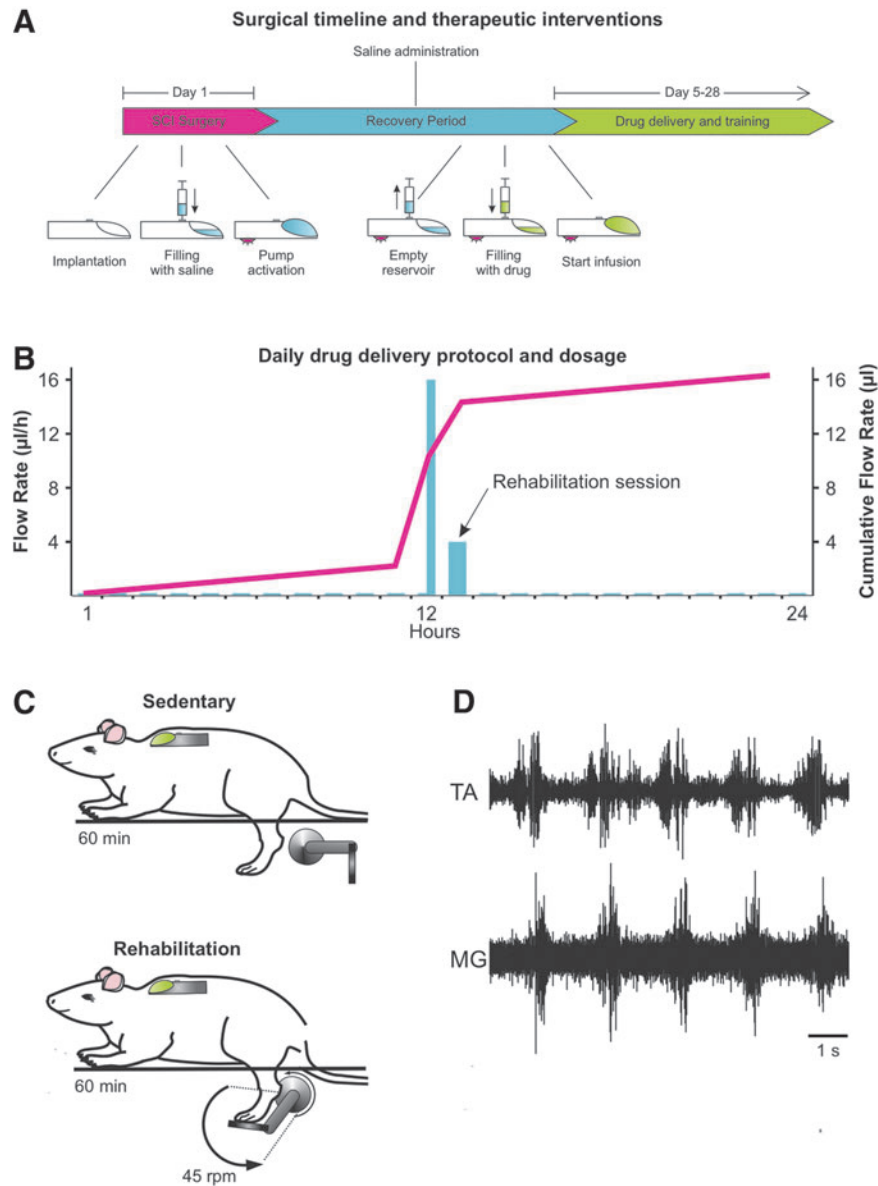 A
Surgical timeline and therapeutic interventions
Saline administration
Day 1
Day 5-28
SCI Surgery
Recovery Period
Drug delivery and training
Implantation
Filling
with saline
Pump
activation
Empty
reservoir
Filling
with drug
Start infusion
B
Daily drug delivery protocol and dosage
Flow Rate (µl/h)
16
12
8
4
Rehabilitation session
16
12
8
4
Cumulative Flow Rate (µl)
1
12
24
Hours
C
Sedentary
60 min
Rehabilitation
60 min
45 rpm
D
TA
MG
1 s